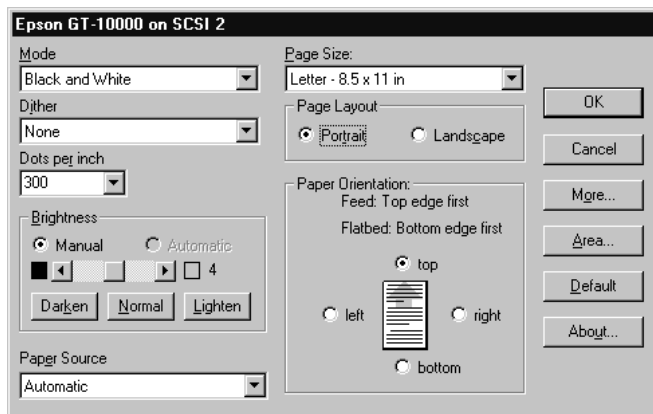 Epson GT-10000 on SCSI 2
Mode
Black and White
Dither
None
Dots per inch
300
Brightness
Manual
Automatic
4
Darken
Normal
Lighten
Paper Source
Automatic
Page Size:
Letter - 8.5 x 11 in
Page Layout
Portrait
Landscape
Paper Orientation:
Feed: Top edge first
Flatbed: Bottom edge first
top
left
right
bottom
OK
Cancel
More...
Area...
Default
About...